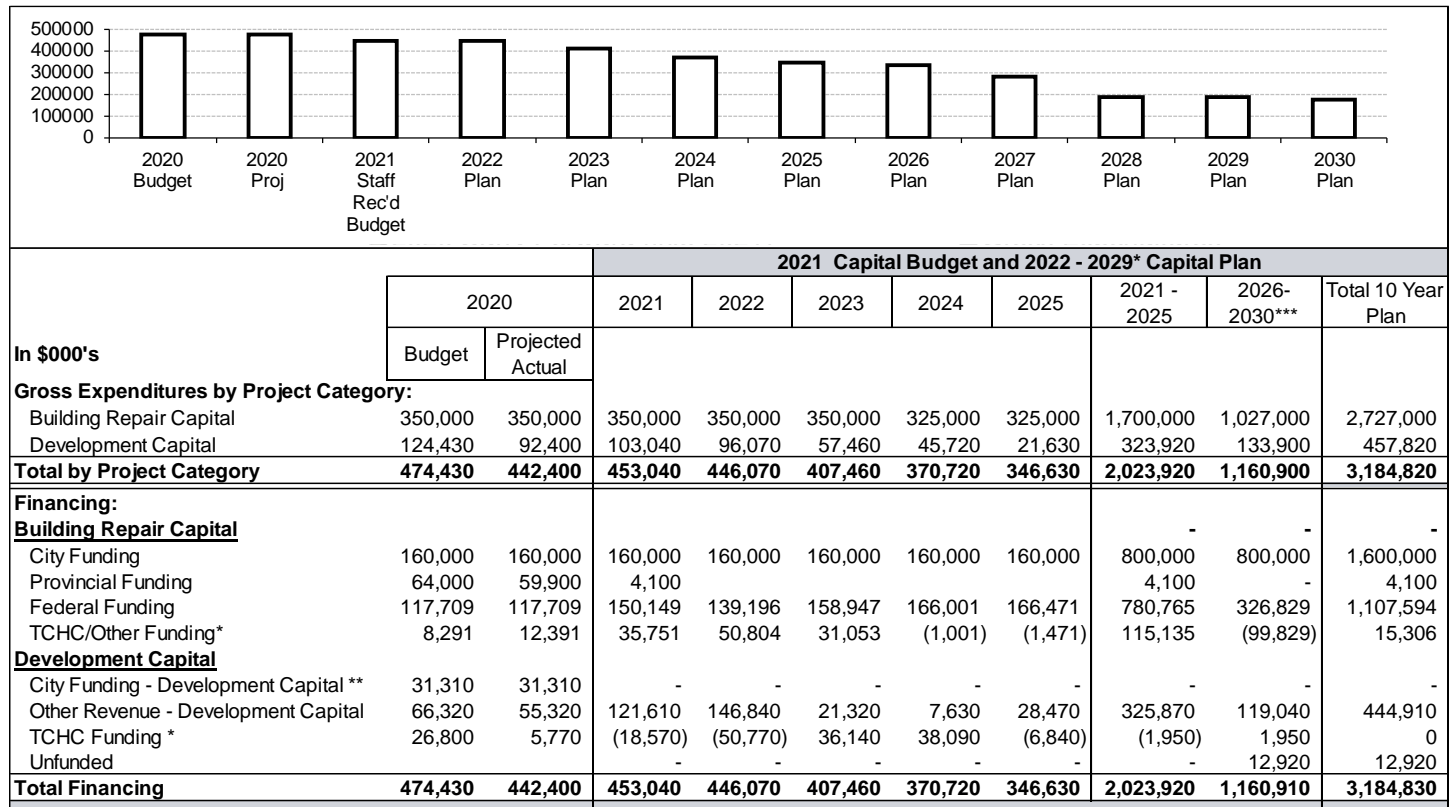 500000
400000
300000
200000
100000
0
2020 Budget 2020 Proj 2021 Staff Rec'd Budget 2022 Plan 2023 Plan 2024 Plan 2025 Plan 2026 Plan 2027 Plan 2028 Plan 2029 Plan 2030 Plan
2021 Capital Budget and 2022 - 2029* Capital Plan
2020 2021 2022 2023 2024 2025 2021 - 2025 2026-2030*** Total 10 Year Plan
In $000's Budget Projected Actual
Gross Expenditures by Project Category:
Building Repair Capital 350,000 350,000 350,000 350,000 350,000 325,000 325,000 1,700,000 1,027,000 2,727,000
Development Capital 124,430 92,400 103,040 96,070 57,460 45,720 21,630 323,920 133,900 457,820
Total by Project Category 474,430 442,400 453,040 446,070 407,460 370,720 346,630 2,023,920 1,160,900 3,184,820
Financing:
Building Repair Capital - - -
City Funding 160,000 160,000 160,000 160,000 160,000 160,000 160,000 800,000 800,000 1,600,000
Provincial Funding 64,000 59,900 4,100 4,100 - 4,100
Federal Funding 117,709 117,709 150,149 139,196 158,947 166,001 166,471 780,765 326,829 1,107,594
TCHC/Other Funding* 8,291 12,391 35,751 50,804 31,053 (1,001) (1,471) 115,135 (99,829) 15,306
Development Capital
City Funding - Development Capital ** 31,310 31,310 - - - - - - - -
Other Revenue - Development Capital 66,320 55,320 121,610 146,840 21,320 7,630 28,470 325,870 119,040 444,910
TCHC Funding * 26,800 5,770 (18,570) (50,770) 36,140 38,090 (6,840) (1,950) 1,950 0
Unfunded - - - - - - 12,920 12,920
Total Financing 474,430 442,400 453,040 446,070 407,460 370,720 346,630 2,023,920 1,160,910 3,184,830